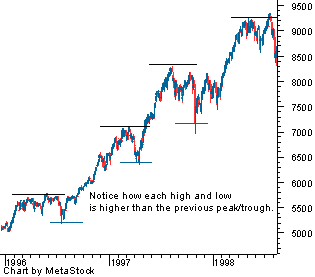 9500
9000
8500
8000
7500
7000
6500
6000
5500
5000
Notice how each high and low
is higher than the previous peak/trough.
1996 1997 1998
Chart by MetaStock